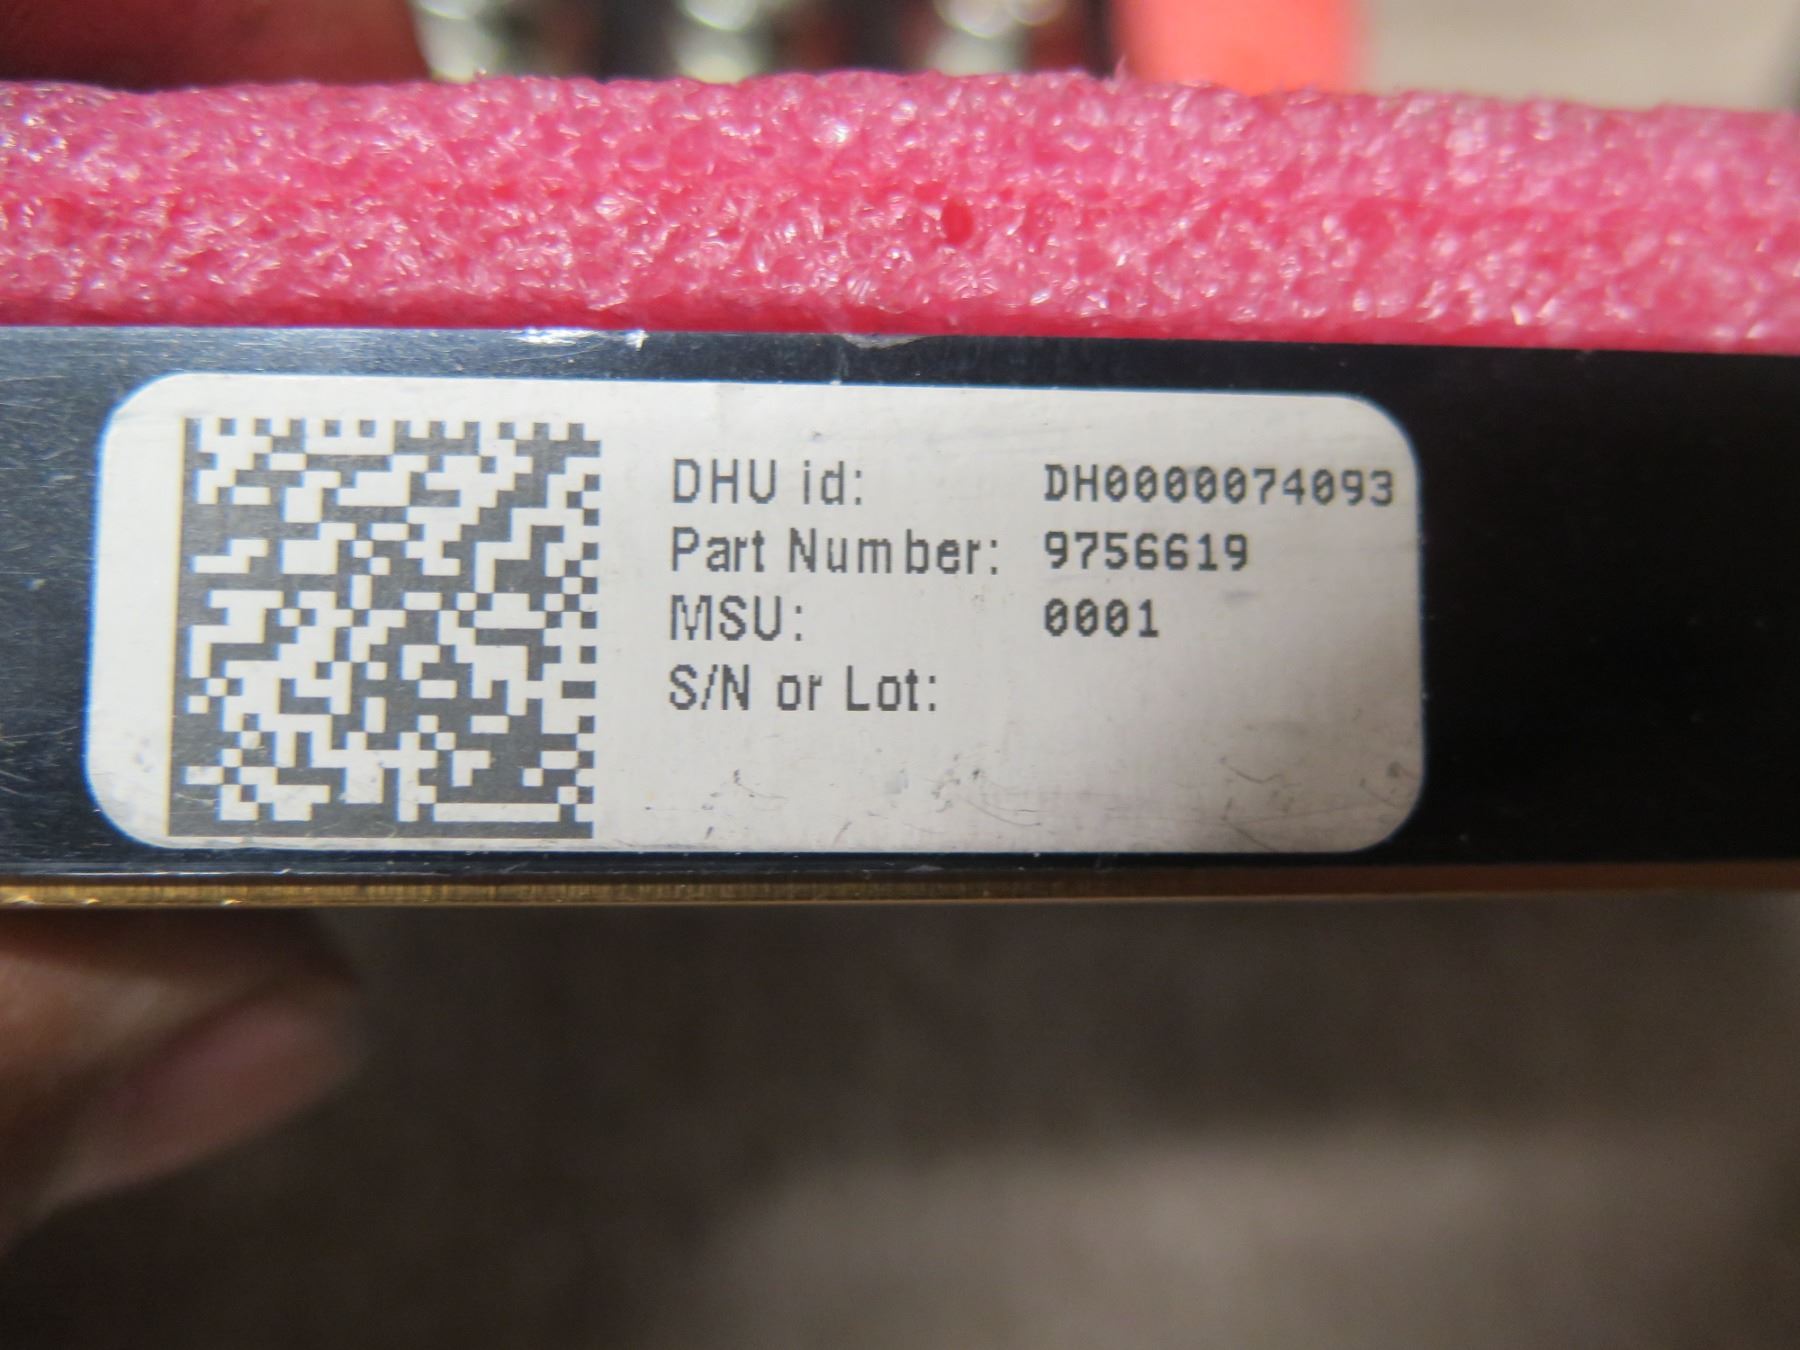 DHU id: DH0000074093
Part Number: 9756619
MSU: 0001
S/N or Lot: